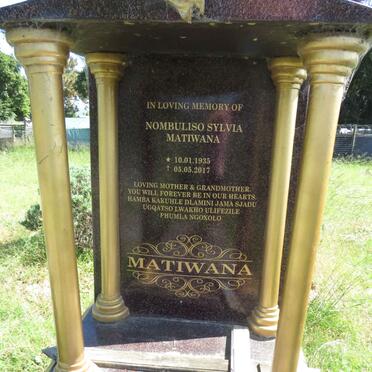 IN LOVING MEMORY OF
NOMBULISO SYLVIA
MATIWANA
★ 10.01.1935
† 05.05.2017
LOVING MOTHER & GRANDMOTHER.
YOU WILL FOREVER BE IN OUR HEARTS.
HAMBA KAKUHLE DLAMINI JAMA SJADU
UGQATSO LWAKHO ULIFEZILE
PHUMLA NGOXOLO
MATIWANA